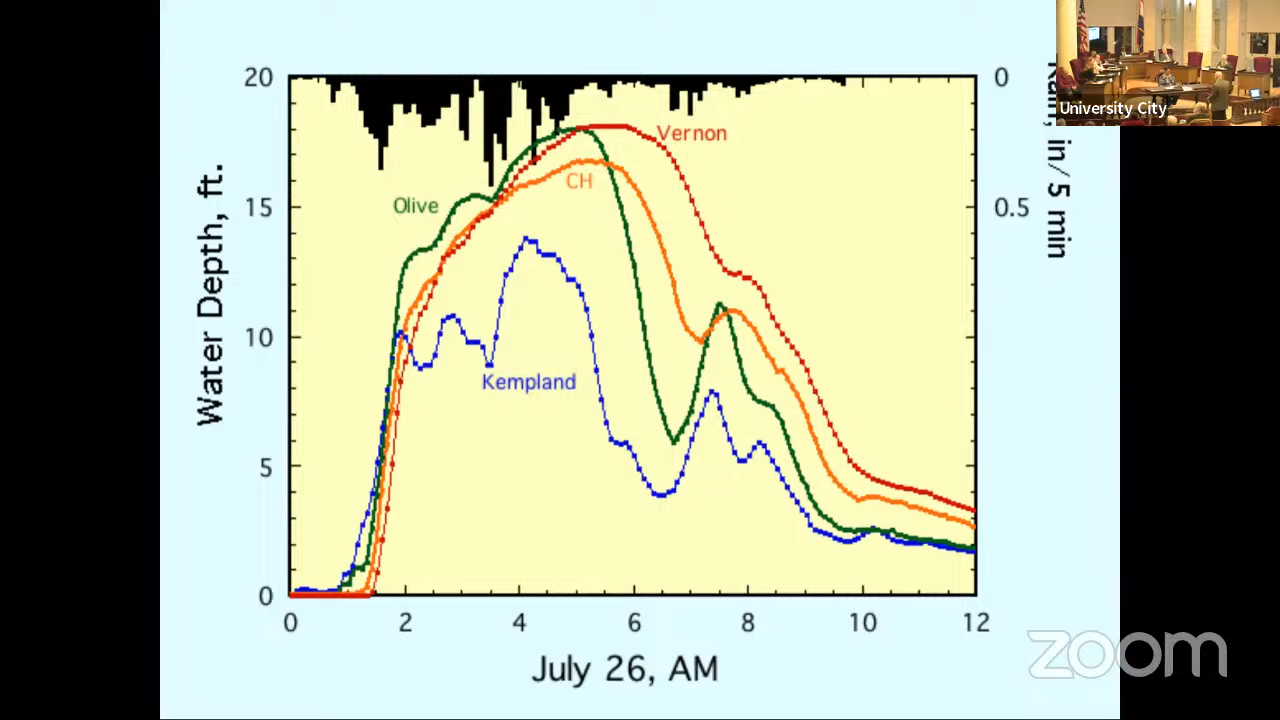 20
15
10
5
0
Water Depth, ft.
0
0.5
Rain, in/ 5 min
Vernon
CH
Olive
Kempland
0 2 4 6 8 10 12
July 26, AM
University City
zoom